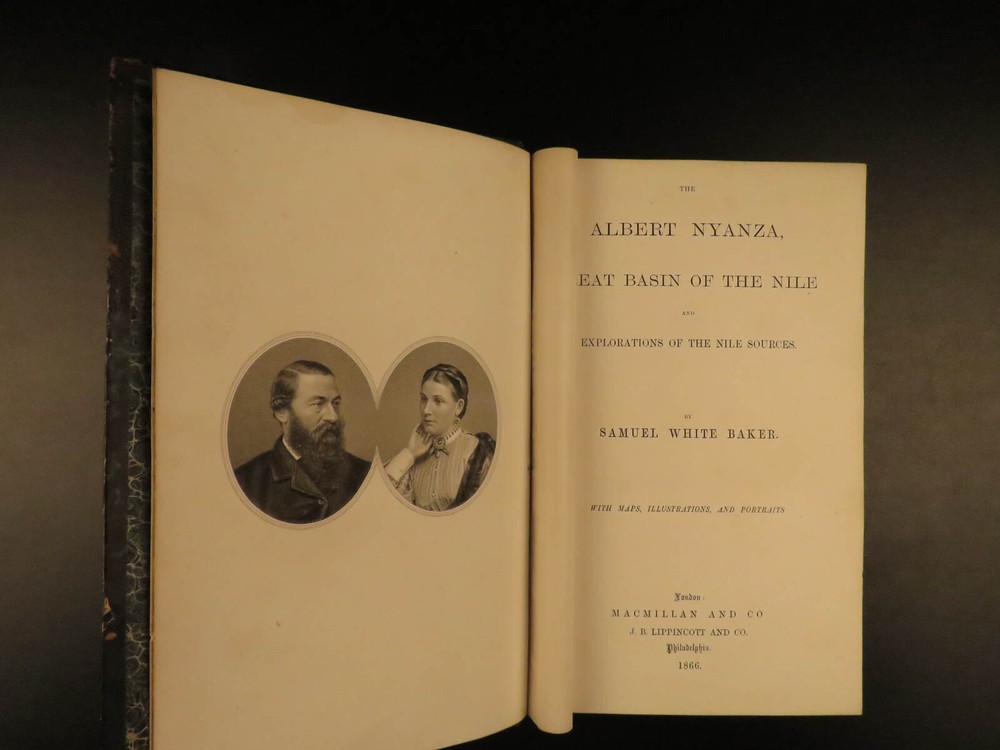 THE
ALBERT NYANZA,
EAT BASIN OF THE NILE
AND
EXPLORATIONS OF THE NILE SOURCES.
BY
SAMUEL WHITE BAKER.
WITH MAPS, ILLUSTRATIONS, AND PORTRAITS
London:
MACMILLAN AND CO
J. B. LIPPINCOTT AND CO.
Philadelphia.
1866.